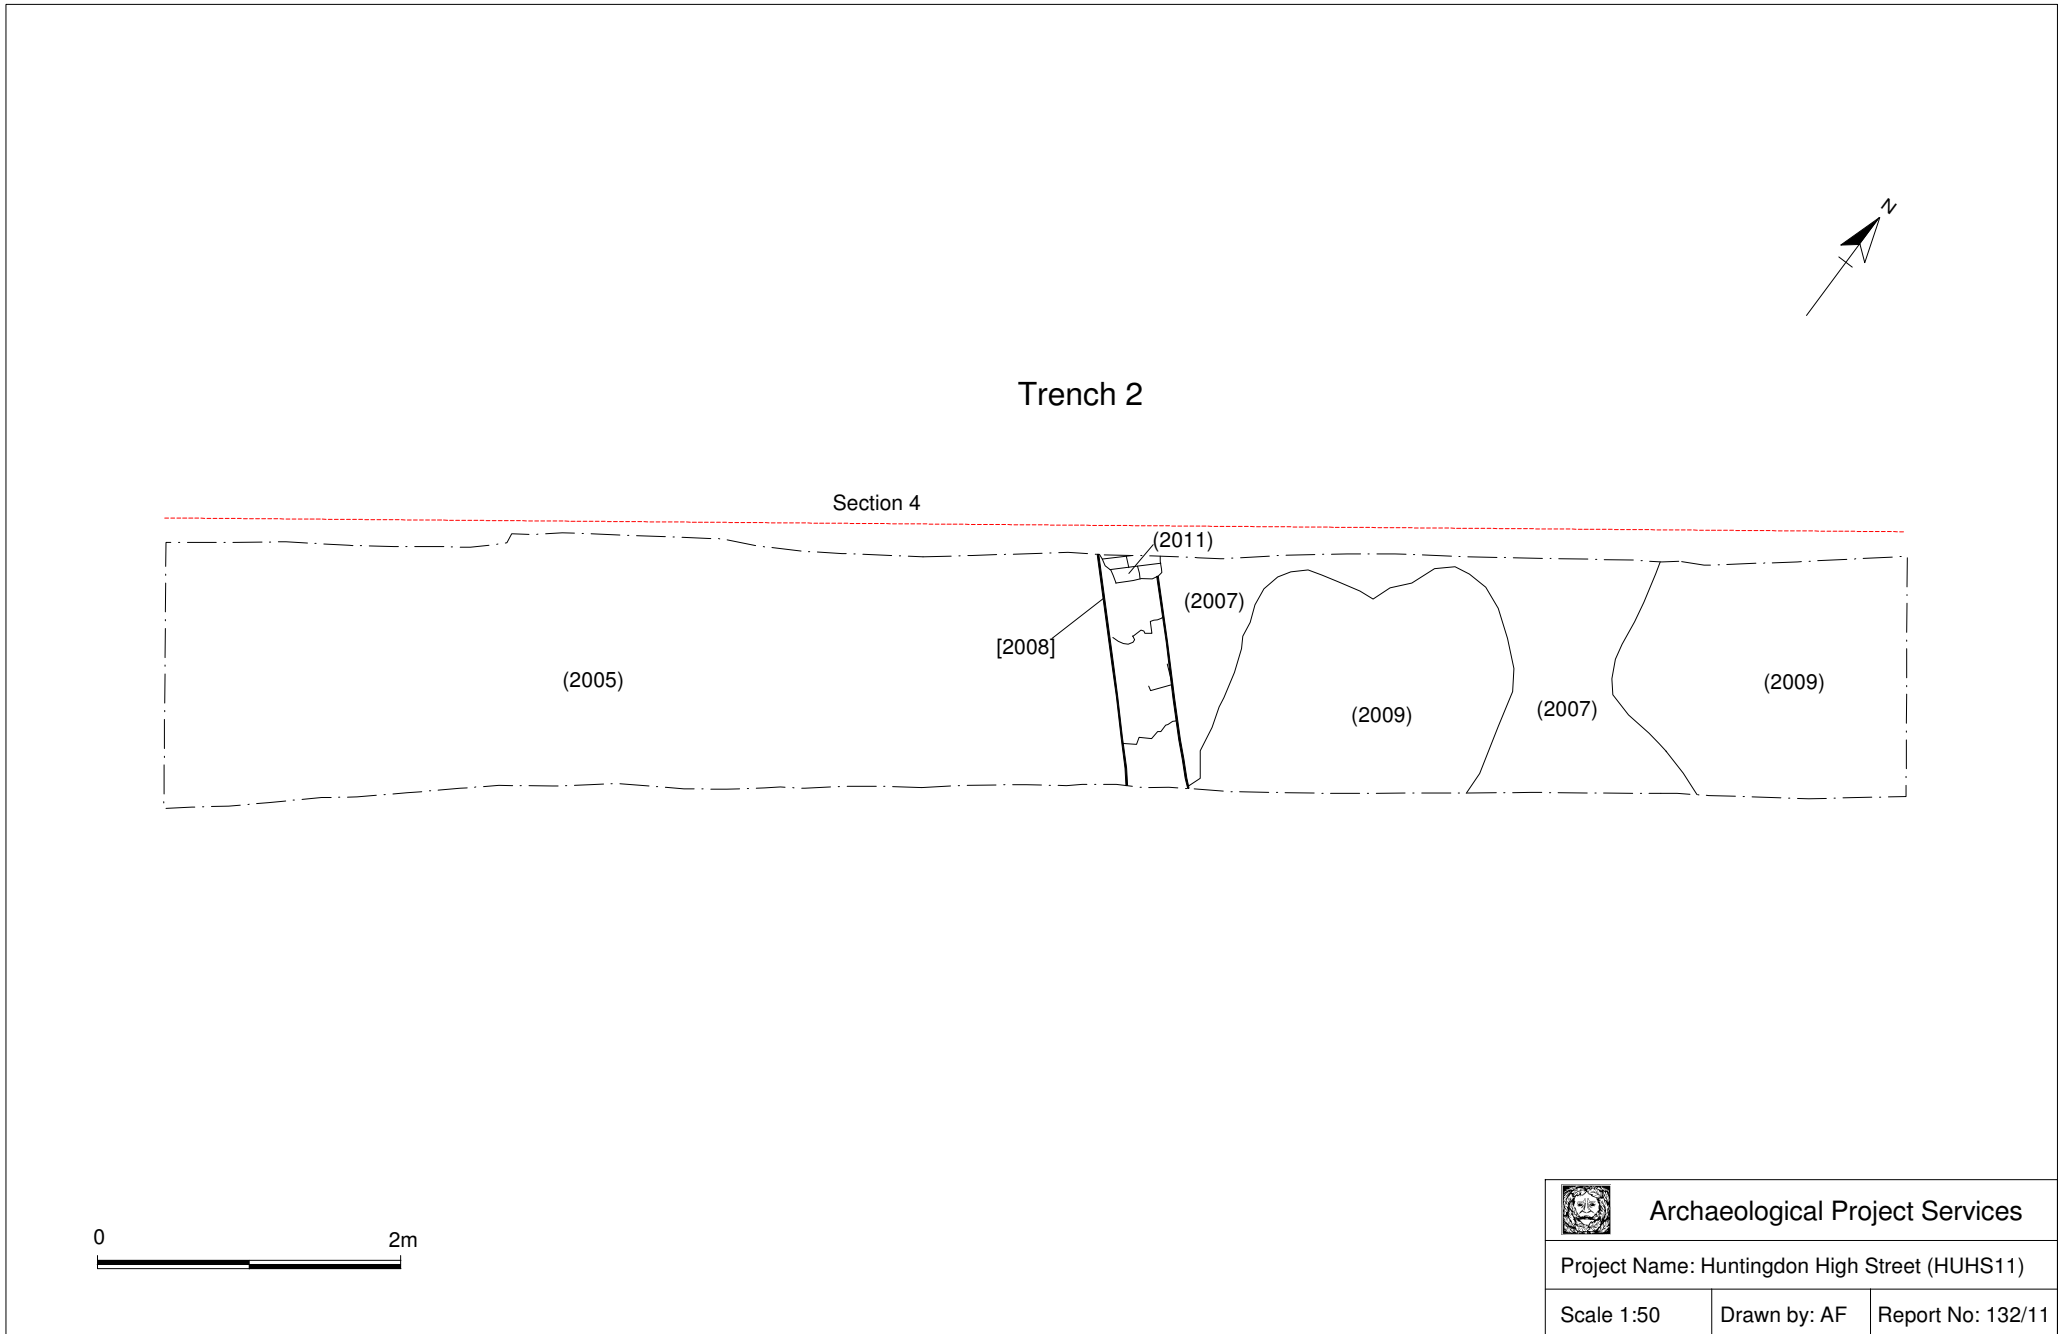 N
Trench 2
Section 4
(2011)
(2007)
[2008]
(2005)
(2009)
(2007)
(2009)
0 2m
Archaeological Project Services
Project Name: Huntingdon High Street (HUHS11)
Scale 1:50 Drawn by: AF Report No: 132/11